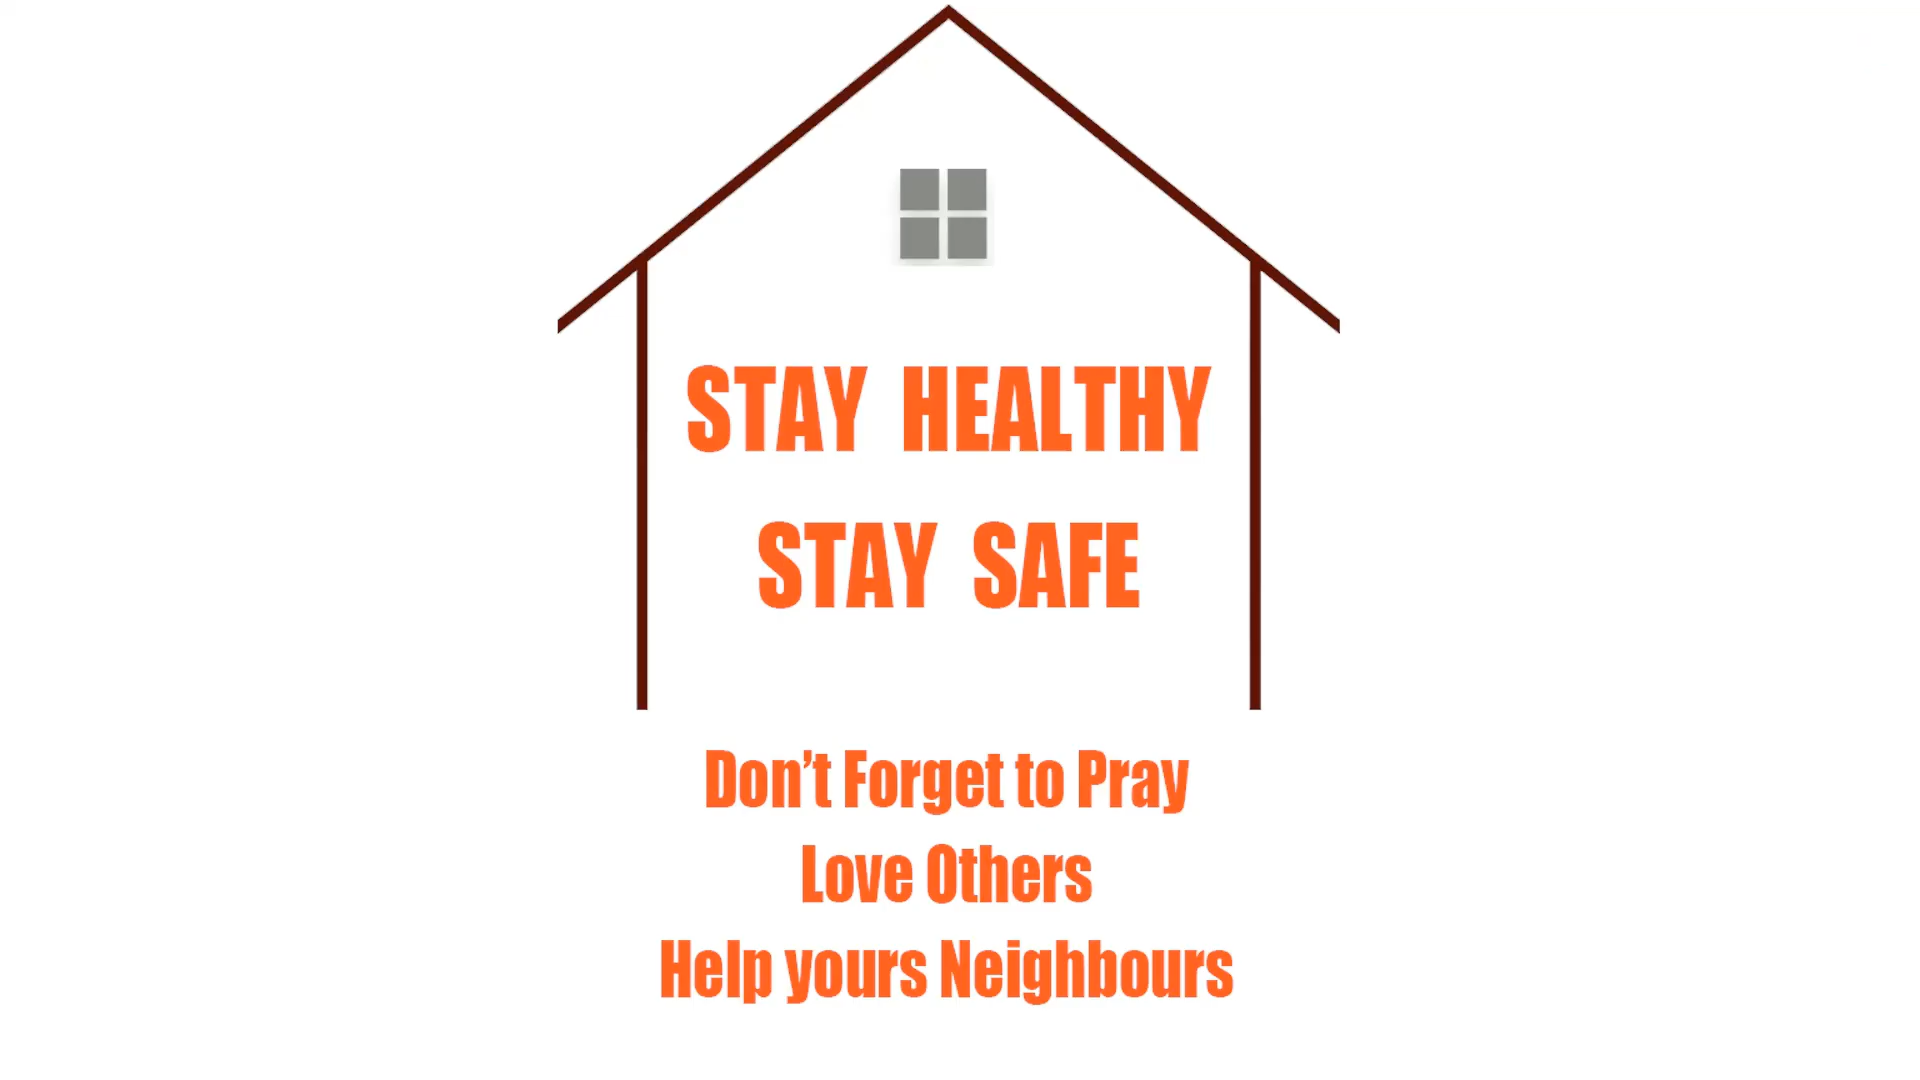 STAY HEALTHY
STAY SAFE
Don’t Forget to Pray
Love Others
Help yours Neighbours